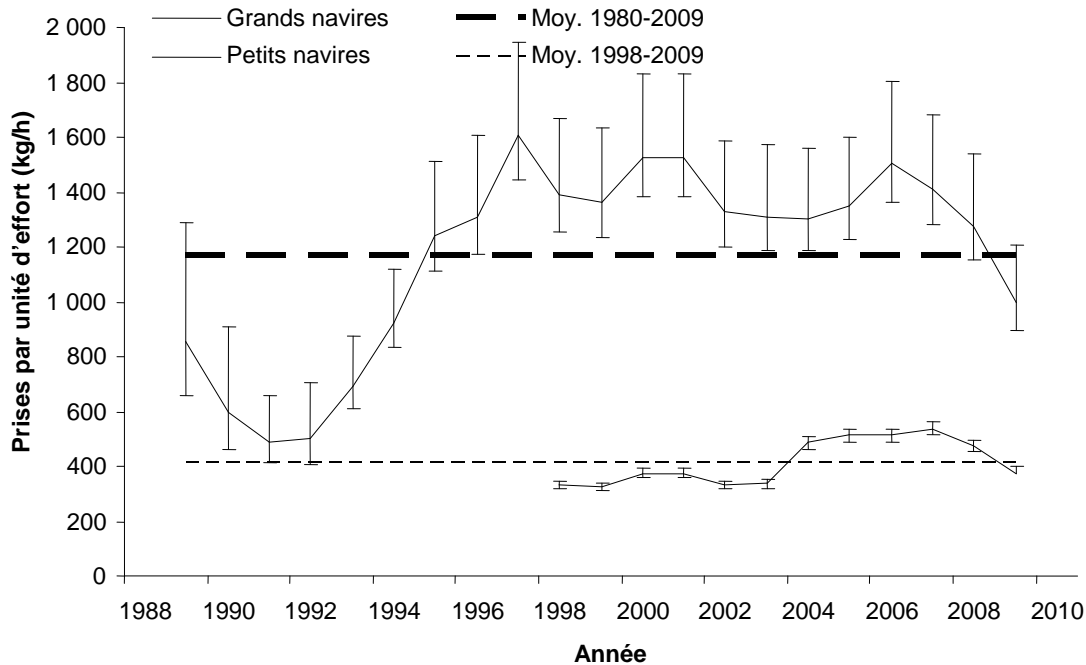 Grands navires
Moy. 1980-2009
Petits navires
Moy. 1998-2009
Prises par unité d'effort (kg/h)
2 000
1 800
1 600
1 400
1 200
1 000
800
600
400
200
0
1988 1990 1992 1994 1996 1998 2000 2002 2004 2006 2008 2010
Année